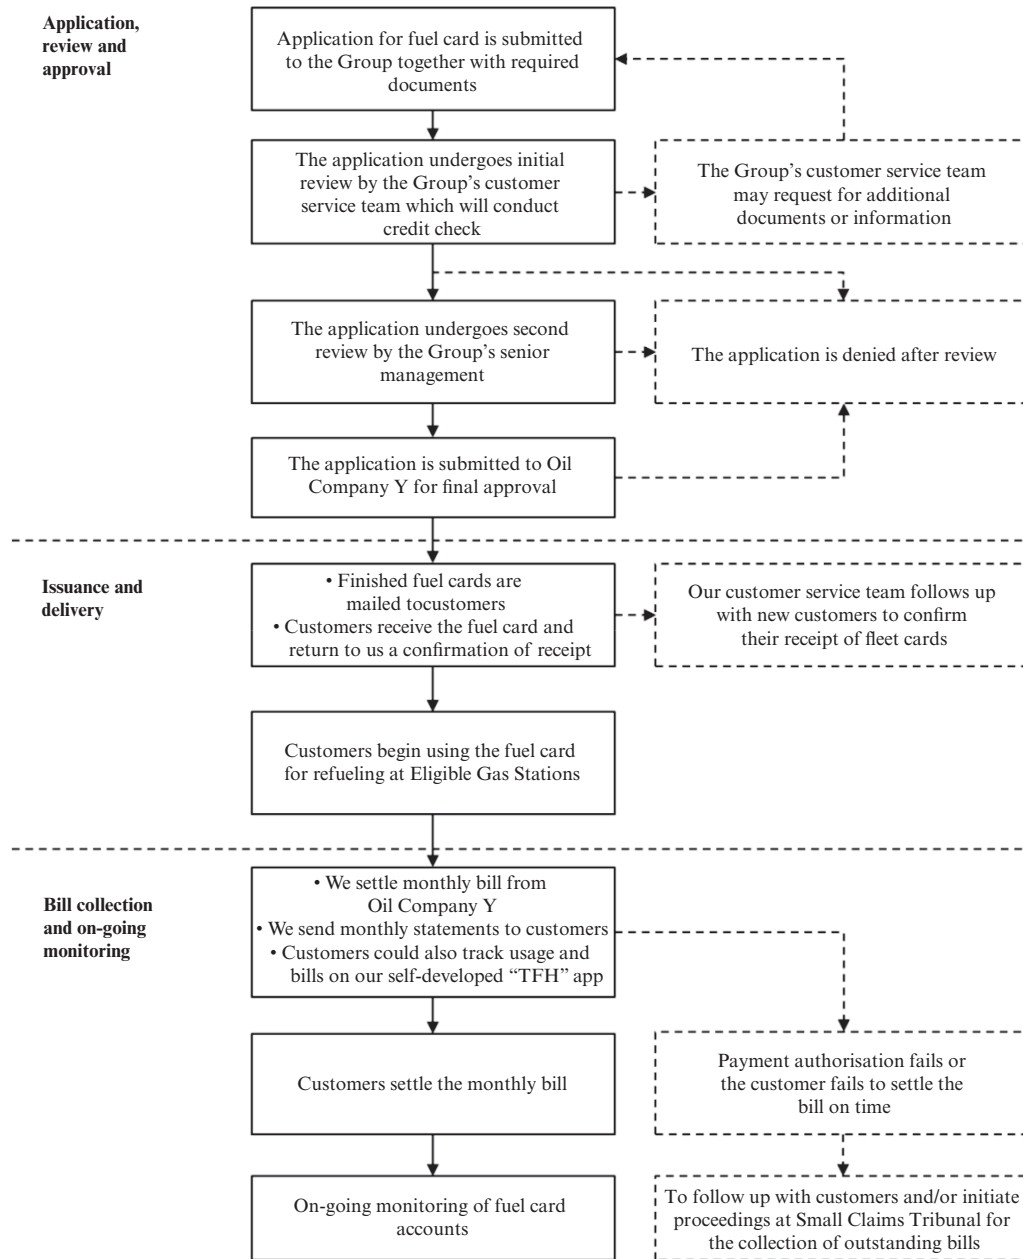 Application,
review and
approval
Application for fuel card is submitted
to the Group together with required
documents
The application undergoes initial
review by the Group’s customer
service team which will conduct
credit check
The Group’s customer service team
may request for additional
documents or information
The application undergoes second
review by the Group’s senior
management
The application is denied after review
The application is submitted to Oil
Company Y for final approval
Issuance and
delivery
• Finished fuel cards are
mailed tocustomers
• Customers receive the fuel card and
return to us a confirmation of receipt
Our customer service team follows up
with new customers to confirm
their receipt of fleet cards
Customers begin using the fuel card
for refueling at Eligible Gas Stations
Bill collection
and on-going
monitoring
• We settle monthly bill from
Oil Company Y
• We send monthly statements to customers
• Customers could also track usage and
bills on our self-developed “TFH” app
Customers settle the monthly bill
Payment authorisation fails or
the customer fails to settle the
bill on time
On-going monitoring of fuel card
accounts
To follow up with customers and/or initiate
proceedings at Small Claims Tribunal for
the collection of outstanding bills